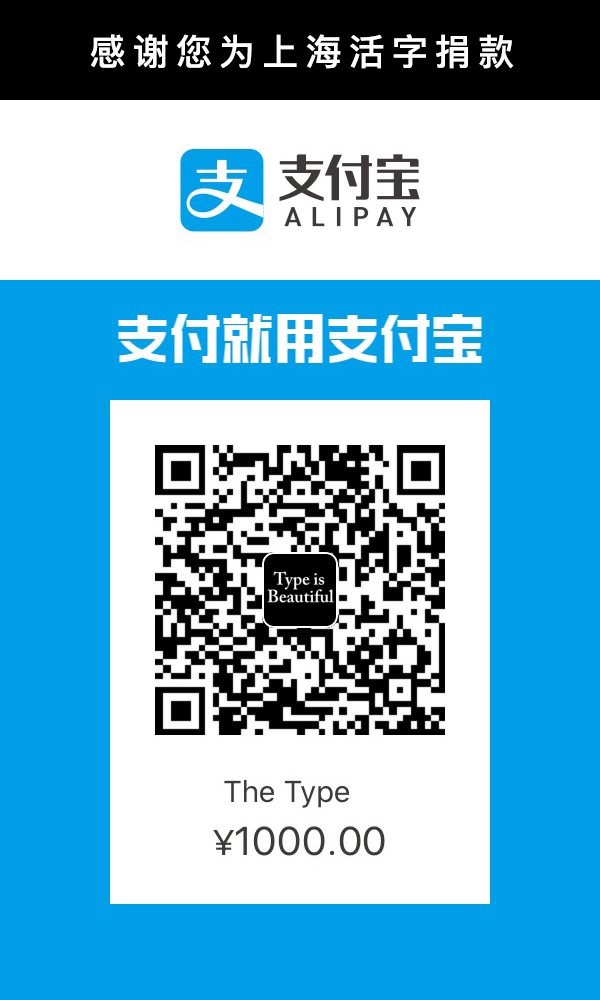 感谢您为上海活字捐款
支
支付宝
ALIPAY
支付就用支付宝
Type is
Beautiful
The Type
¥1000.00